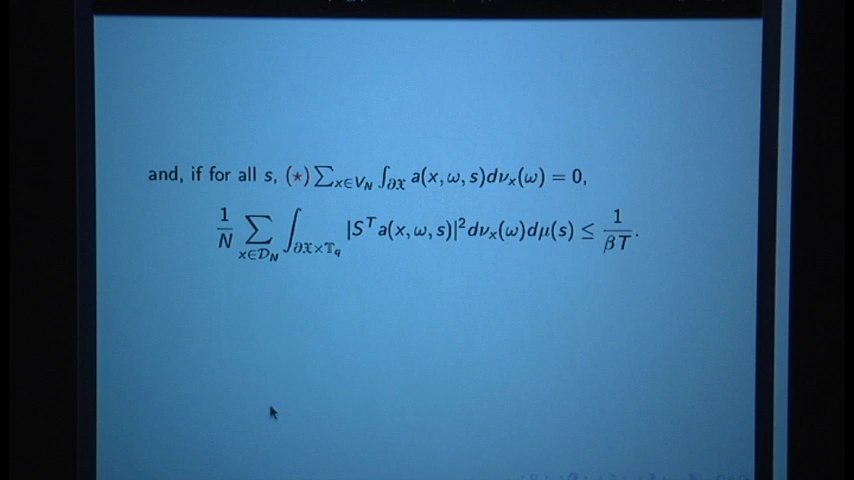 and, if for all s, (⋆) ∑_{x∈V_N} ∫_{∂𝔛} a(x, ω, s)dν_x(ω) = 0,
1/N ∑_{x∈𝒟_N} ∫_{∂𝔛×𝕋_q} |S^T a(x, ω, s)|² dν_x(ω)dμ(s) ≤ 1/(βT).